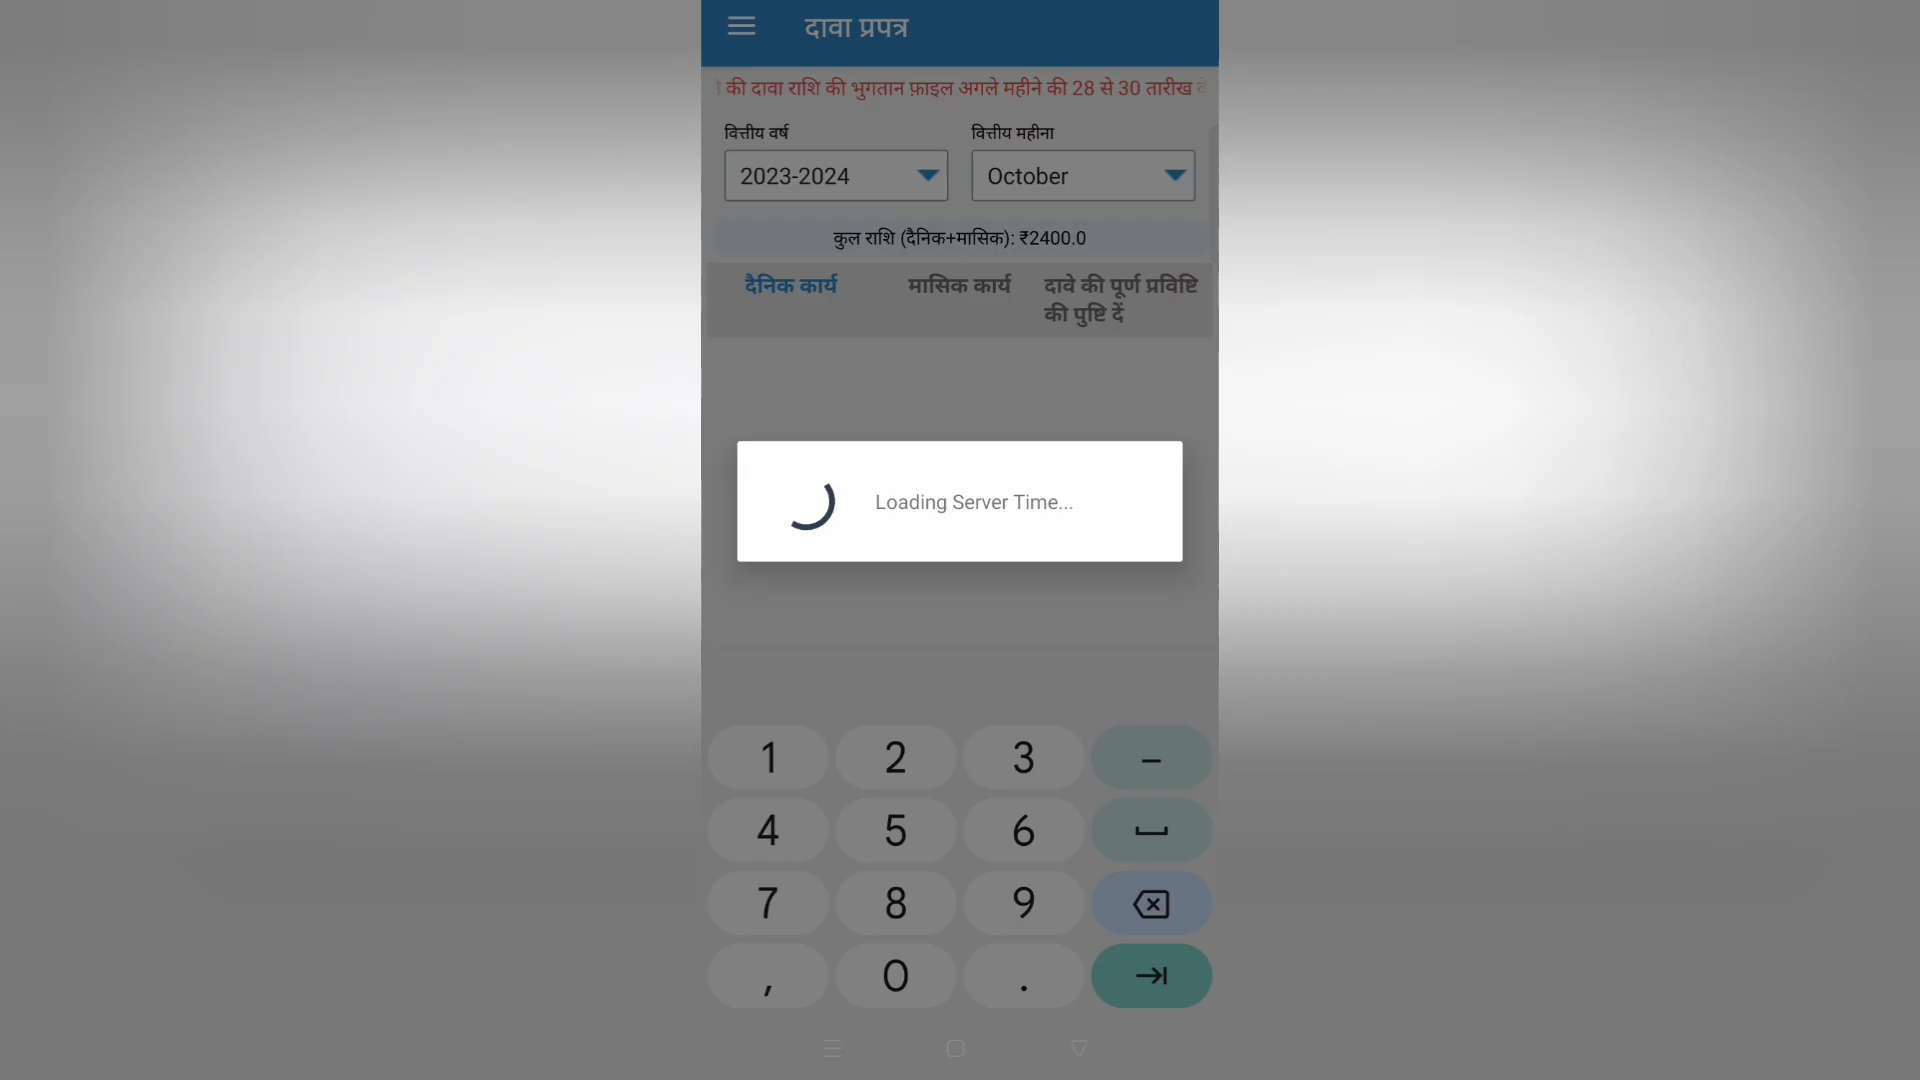 दावा प्रपत्र
की दावा राशि की भुगतान फ़ाइल अगले महीने की 28 से 30 तारीख
वित्तीय वर्ष वित्तीय महीना
2023-2024 October
कुल राशि (दैनिक+मासिक): ₹2400.0
दैनिक कार्य मासिक कार्य दावे की पूर्ण प्रविष्टि
की पुष्टि दें
Loading Server Time...
1 2 3 –
4 5 6
7 8 9
, 0 .